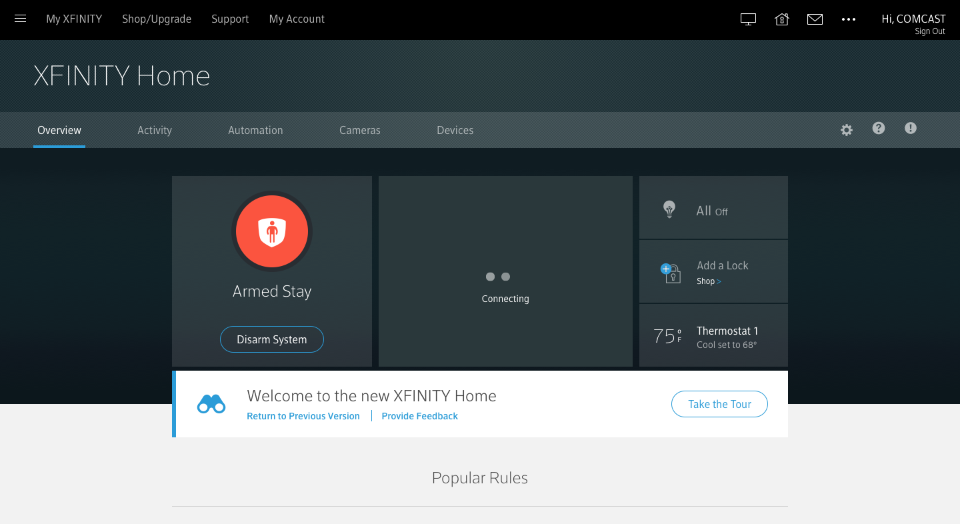 My XFINITY Shop/Upgrade Support My Account
Hi, COMCAST
Sign Out
XFINITY Home
Overview Activity Automation Cameras Devices
Armed Stay
Disarm System
Connecting
All Off
Add a Lock
Shop >
75°F
Thermostat 1
Cool set to 68°
Welcome to the new XFINITY Home
Return to Previous Version | Provide Feedback
Take the Tour
Popular Rules